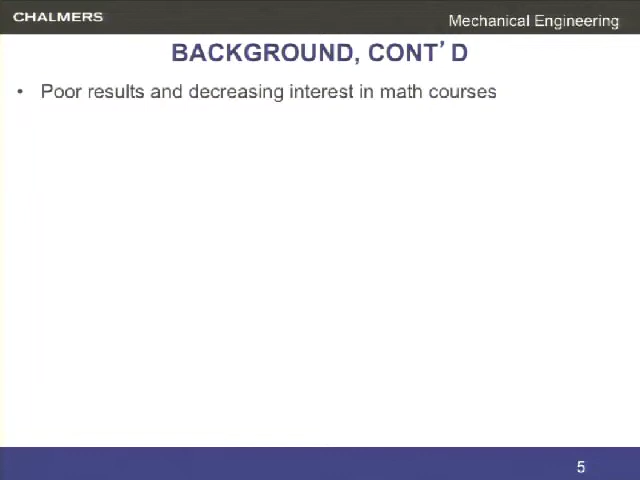 CHALMERS
Mechanical Engineering
BACKGROUND, CONT’D
• Poor results and decreasing interest in math courses
5